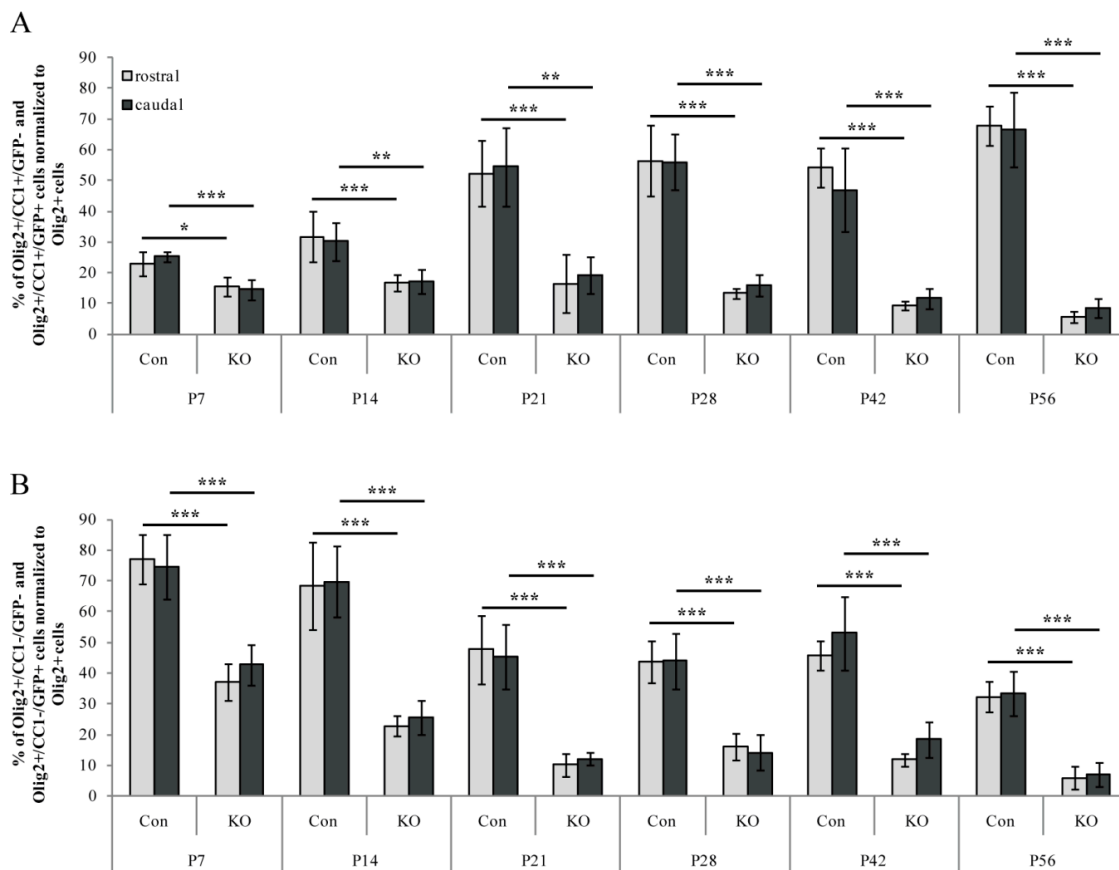 A
% of Olig2+/CC1+/GFP- and
Olig2+/CC1+/GFP+ cells normalized to
Olig2+ cells
90
80
70
60
50
40
30
20
10
0
rostral
caudal
*** *
*** **
*** **
*** ***
*** ***
*** ***
Con KO Con KO Con KO Con KO Con KO Con KO
P7 P14 P21 P28 P42 P56
B
% of Olig2+/CC1-/GFP- and
Olig2+/CC1-/GFP+ cells normalized to
Olig2+ cells
90
80
70
60
50
40
30
20
10
0
*** ***
*** ***
*** ***
*** ***
*** ***
*** ***
Con KO Con KO Con KO Con KO Con KO Con KO
P7 P14 P21 P28 P42 P56